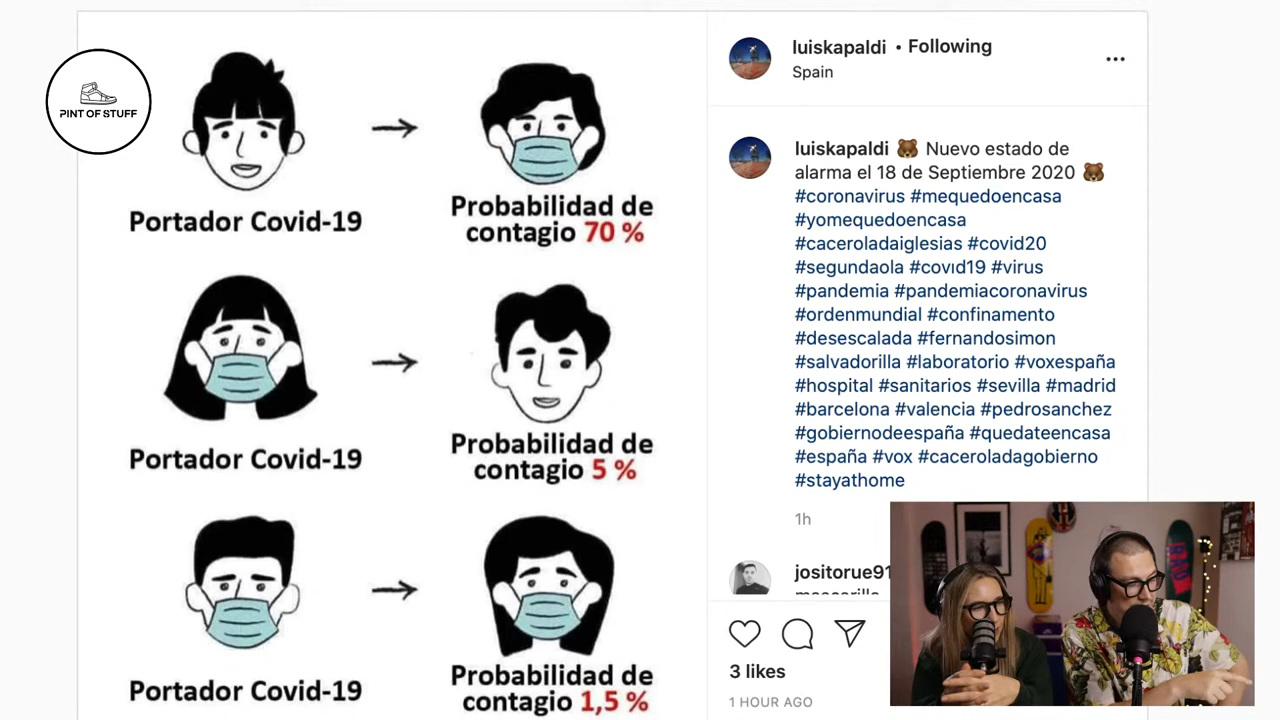 PINT OF STUFF
Portador Covid-19
Probabilidad de
contagio 70 %
Portador Covid-19
Probabilidad de
contagio 5 %
Portador Covid-19
Probabilidad de
contagio 1,5 %
luiskapaldi • Following
Spain
luiskapaldi 🐻 Nuevo estado de
alarma el 18 de Septiembre 2020 🐻
#coronavirus #mequedoencasa
#yomequedoencasa
#caceroladaiglesias #covid20
#segundaola #covıd19 #virus
#pandemia #pandemiacoronavirus
#ordenmundial #confinamento
#desescalada #fernandosimon
#salvadorilla #laboratorio #voxespaña
#hospital #sanitarios #sevilla #madrid
#barcelona #valencia #pedrosanchez
#gobiernodeespaña #quedateencasa
#españa #vox #caceroladagobierno
#stayathome
1h
jositorue91
3 likes
1 HOUR AGO